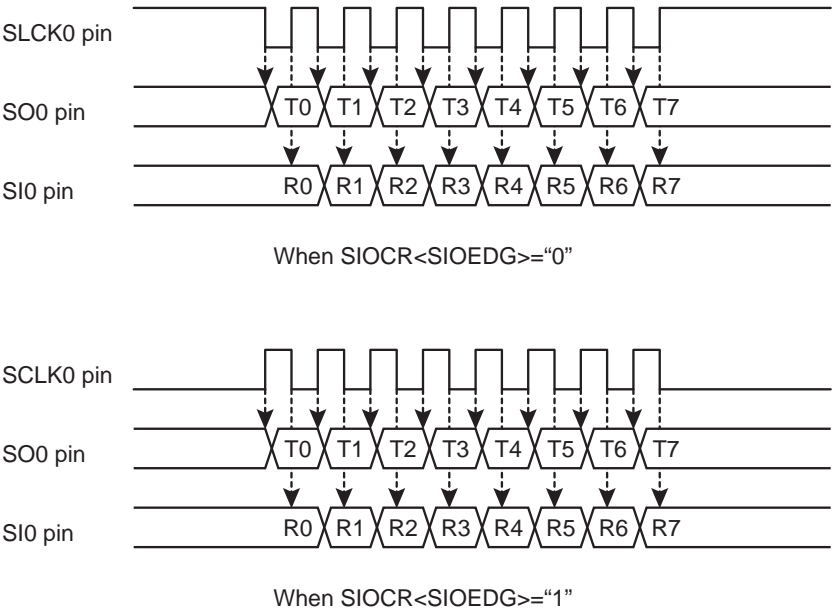 SLCK0 pin
SO0 pin T0 T1 T2 T3 T4 T5 T6 T7
SI0 pin R0 R1 R2 R3 R4 R5 R6 R7
When SIOCR<SIOEDG>=“0”
SCLK0 pin
SO0 pin T0 T1 T2 T3 T4 T5 T6 T7
SI0 pin R0 R1 R2 R3 R4 R5 R6 R7
When SIOCR<SIOEDG>=“1”